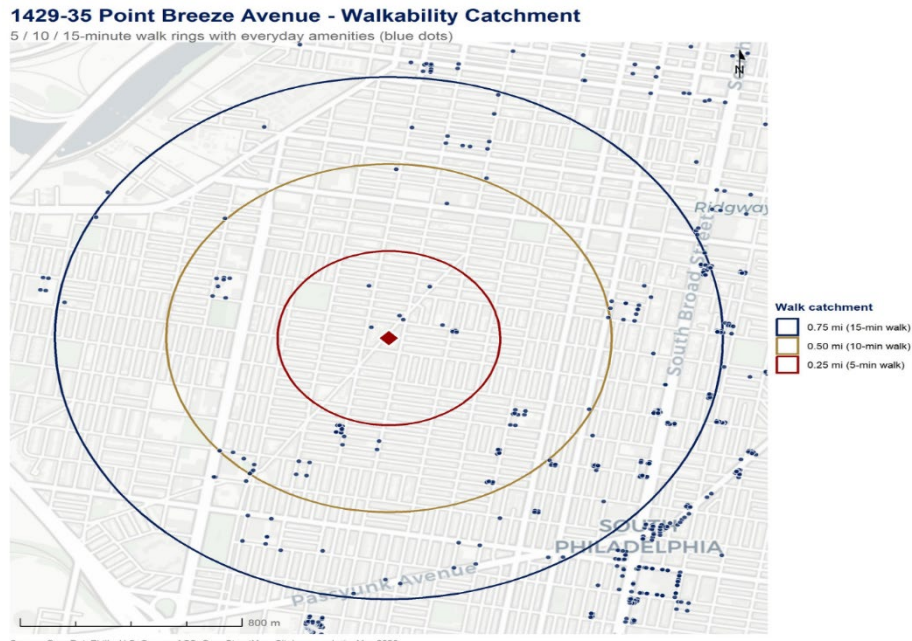 1429-35 Point Breeze Avenue - Walkability Catchment
5 / 10 / 15-minute walk rings with everyday amenities (blue dots)
N
Ridgway
South Broad Street
Walk catchment
0.75 mi (15-min walk)
0.50 mi (10-min walk)
0.25 mi (5-min walk)
SOUTH
PHILADELPHIA
Passyunk Avenue
800 m